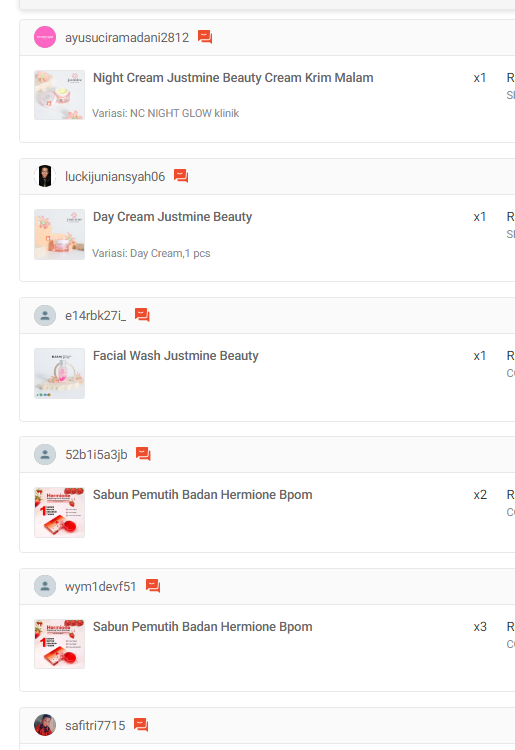 ayusuciramadani2812
Night Cream Justmine Beauty Cream Krim Malam x1 R
Variasi: NC NIGHT GLOW klinik
luckijuniansyah06
Day Cream Justmine Beauty x1 R
Variasi: Day Cream,1 pcs
e14rbk27i_
Facial Wash Justmine Beauty x1 R
52b1i5a3jb
Sabun Pemutih Badan Hermione Bpom x2 R
Hermione
wym1devf51
Sabun Pemutih Badan Hermione Bpom x3 R
Hermione
safitri7715